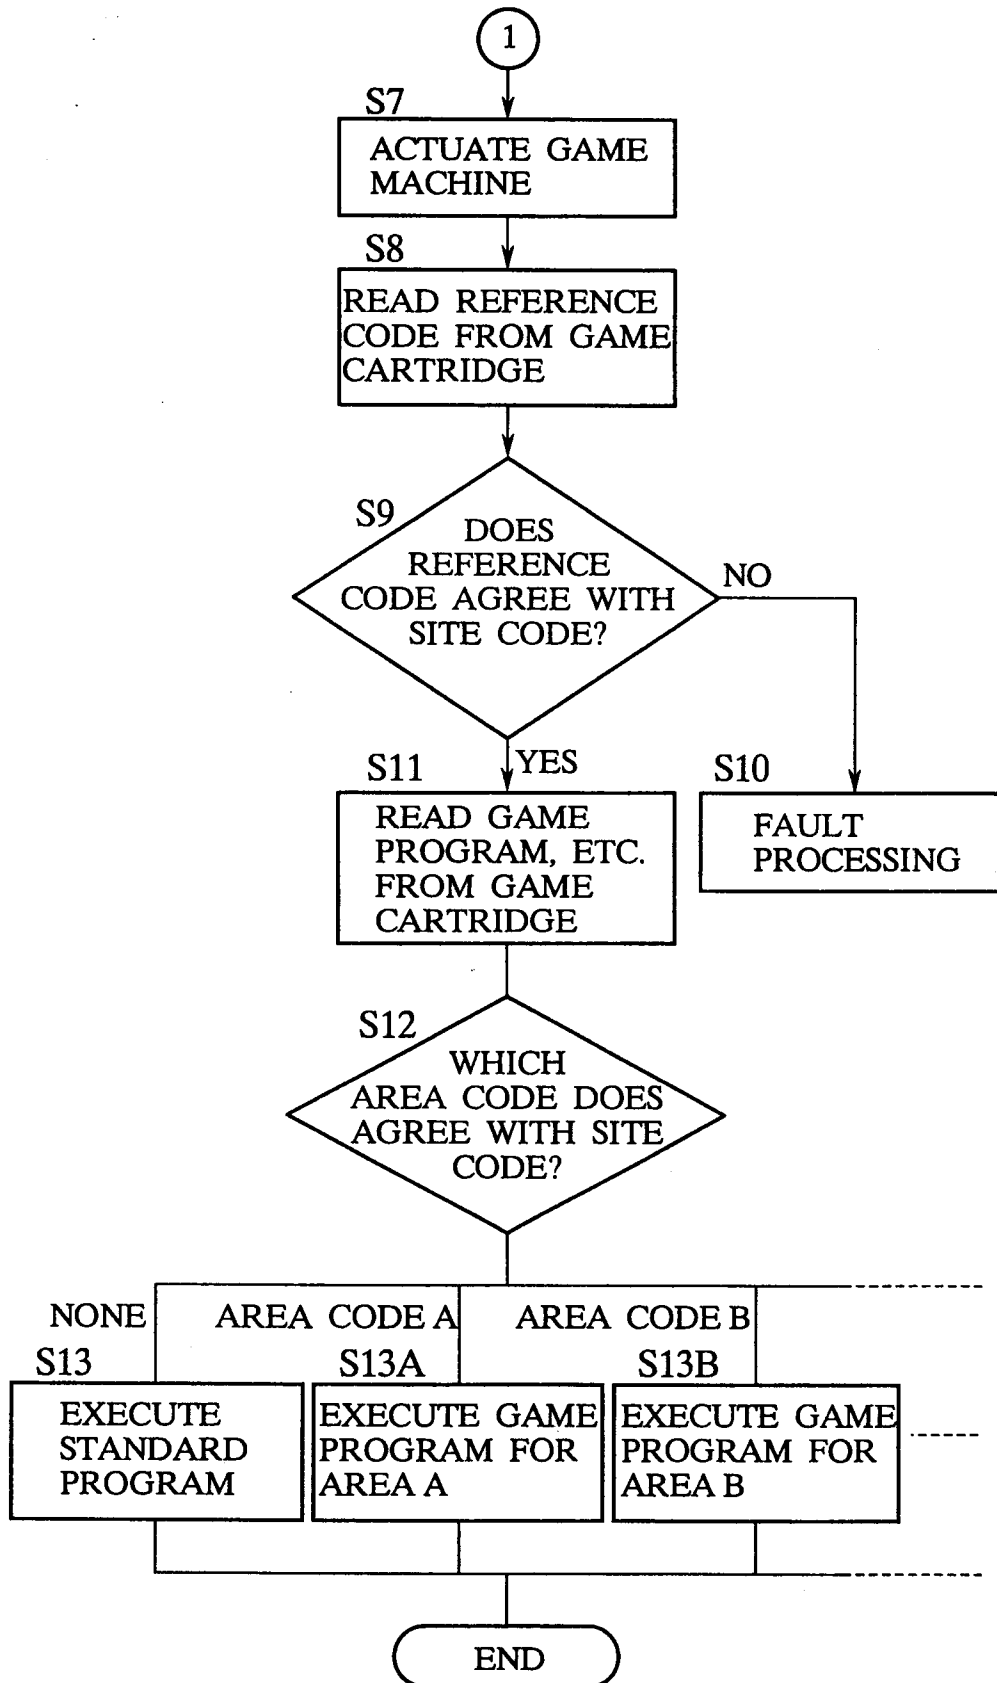 1
S7
ACTUATE GAME
MACHINE
S8
READ REFERENCE
CODE FROM GAME
CARTRIDGE
S9
DOES
REFERENCE
CODE AGREE WITH
SITE CODE?
NO
YES
S11
READ GAME
PROGRAM, ETC.
FROM GAME
CARTRIDGE
S10
FAULT
PROCESSING
S12
WHICH
AREA CODE DOES
AGREE WITH SITE
CODE?
NONE
AREA CODE A
AREA CODE B
S13
EXECUTE
STANDARD
PROGRAM
S13A
EXECUTE GAME
PROGRAM FOR
AREA A
S13B
EXECUTE GAME
PROGRAM FOR
AREA B
END